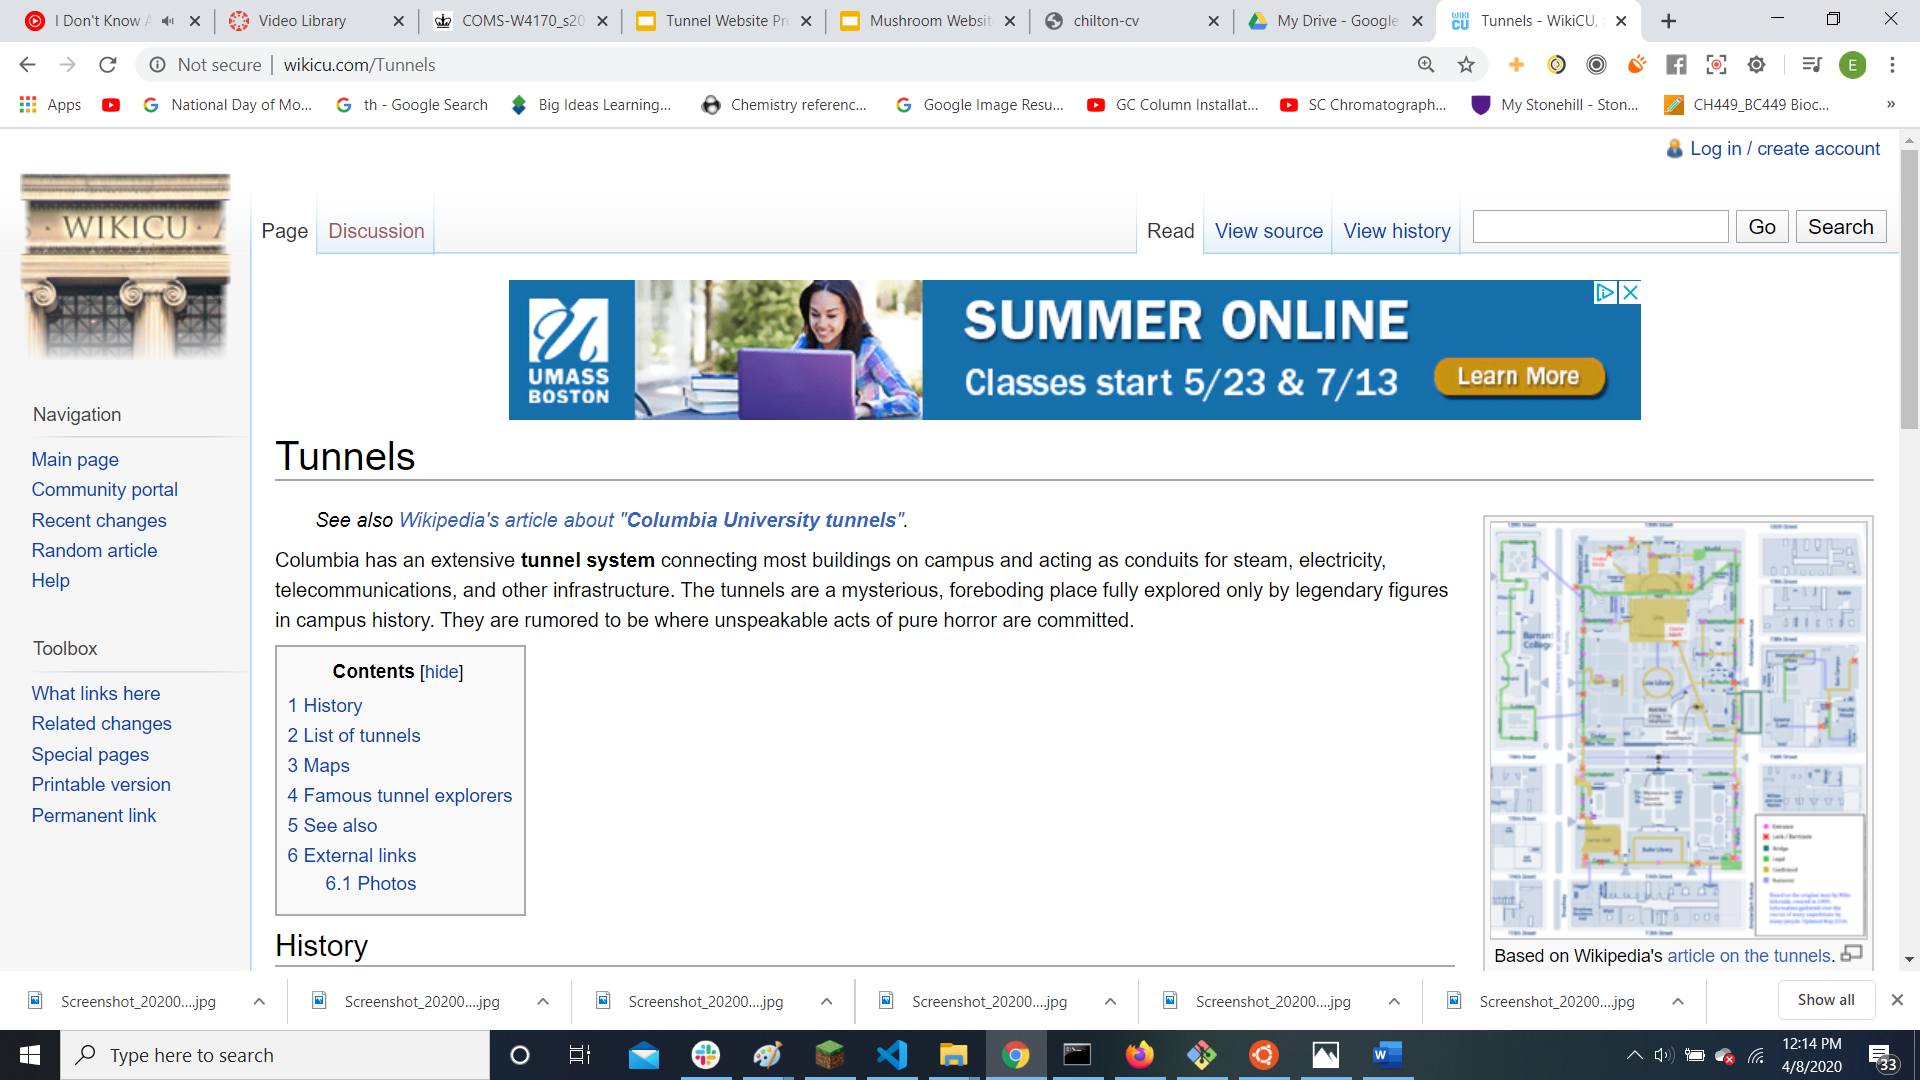 I Don't Know
Video Library
COMS-W4170_s20
Tunnel Website Pr
Mushroom Websit
chilton-cv
My Drive - Google
WIKI CU
Tunnels - WikiCU,
Not secure
wikicu.com/Tunnels
E
Apps
National Day of Mo...
th - Google Search
Big Ideas Learning...
Chemistry referenc...
Google Image Resu...
GC Column Installat...
SC Chromatograph...
My Stonehill - Ston...
CH449_BC449 Bioc...
»
Log in / create account
· WIKICU ·
Page
Discussion
Read
View source
View history
Go
Search
UMASS
BOSTON
SUMMER ONLINE
Classes start 5/23 & 7/13
Learn More
Navigation
Main page
Community portal
Recent changes
Random article
Help
Toolbox
What links here
Related changes
Special pages
Printable version
Permanent link
Tunnels
See also Wikipedia's article about "Columbia University tunnels".
Columbia has an extensive tunnel system connecting most buildings on campus and acting as conduits for steam, electricity,
telecommunications, and other infrastructure. The tunnels are a mysterious, foreboding place fully explored only by legendary figures
in campus history. They are rumored to be where unspeakable acts of pure horror are committed.
Contents [hide]
1 History
2 List of tunnels
3 Maps
4 Famous tunnel explorers
5 See also
6 External links
6.1 Photos
History
Barnard
College
Based on Wikipedia's article on the tunnels.
Screenshot_20200....jpg
Screenshot_20200....jpg
Screenshot_20200....jpg
Screenshot_20200....jpg
Screenshot_20200....jpg
Screenshot_20200....jpg
Show all
Type here to search
12:14 PM
4/8/2020
33